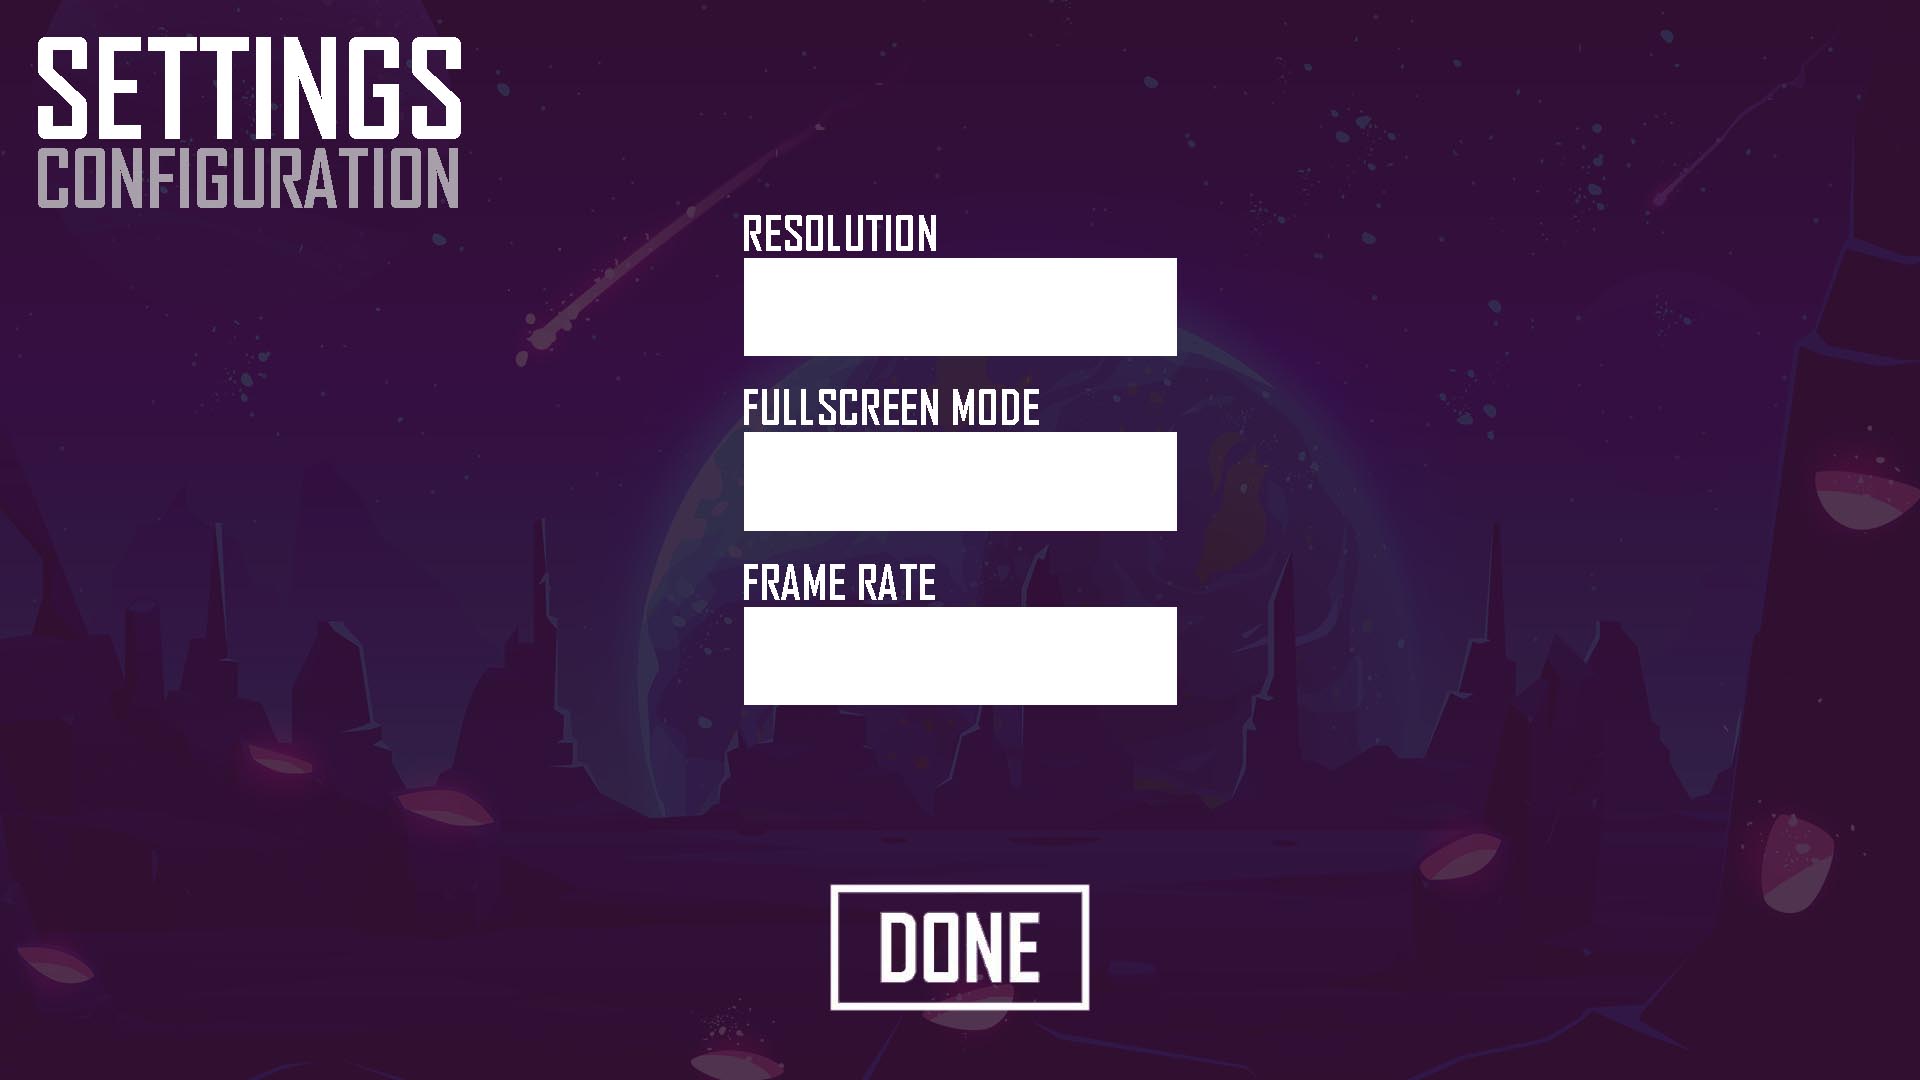 SETTINGS
CONFIGURATION
RESOLUTION
FULLSCREEN MODE
FRAME RATE
DONE